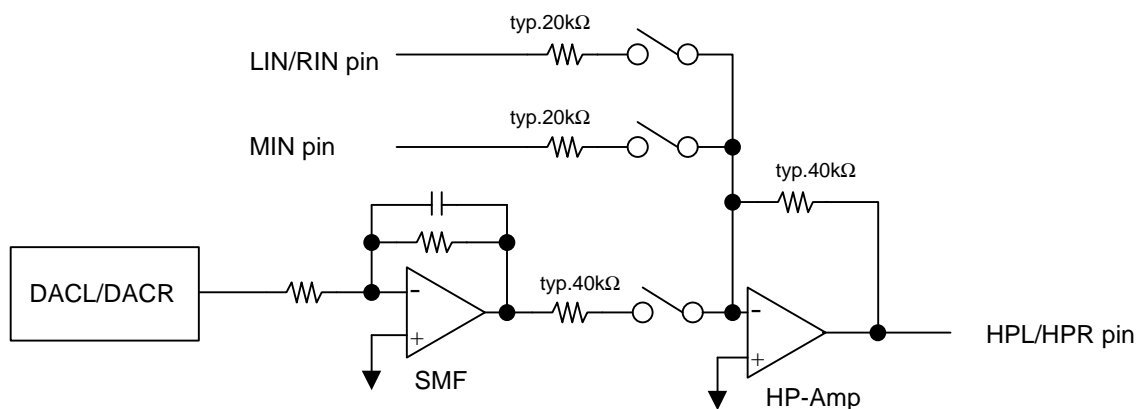 typ.20kΩ
LIN/RIN pin
typ.20kΩ
MIN pin
typ.40kΩ
DACL/DACR
typ.40kΩ
-
+
SMF
-
+
HP-Amp
HPL/HPR pin